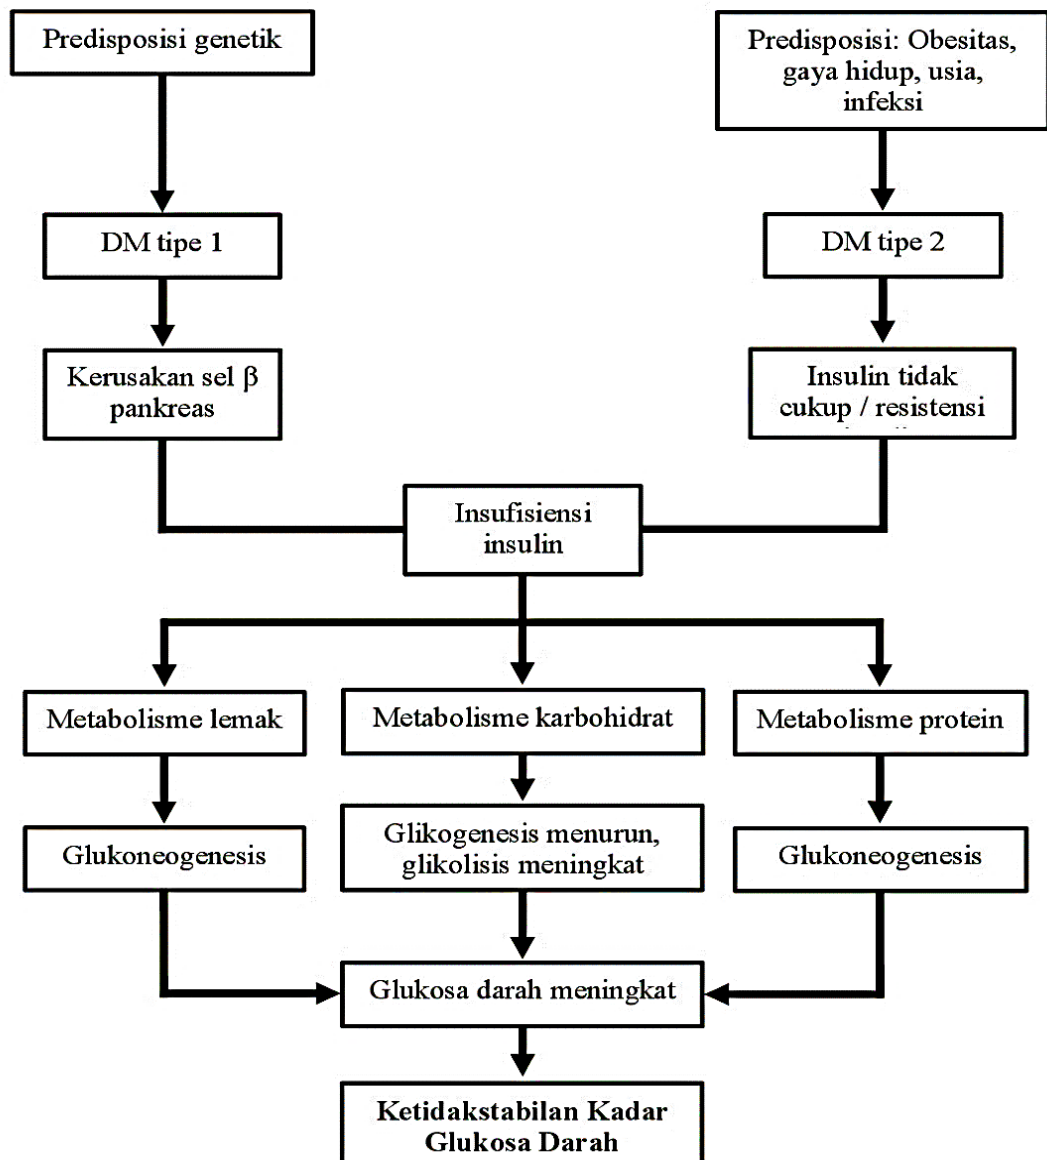 Predisposisi genetik
Predisposisi: Obesitas,
gaya hidup, usia,
infeksi
DM tipe 1
DM tipe 2
Kerusakan sel β
pankreas
Insulin tidak
cukup / resistensi
Insufisiensi
insulin
Metabolisme lemak
Metabolisme karbohidrat
Metabolisme protein
Glukoneogenesis
Glikogenesis menurun,
glikolisis meningkat
Glukoneogenesis
Glukosa darah meningkat
Ketidakstabilan Kadar
Glukosa Darah